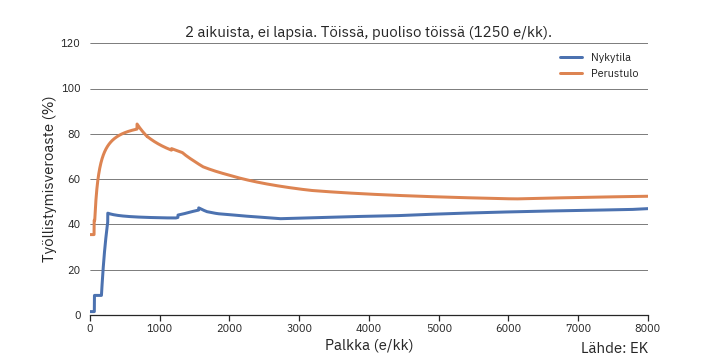 2 aikuista, ei lapsia. Töissä, puoliso töissä (1250 e/kk).
Nykytila
Perustulo
Työllistymisveroaste (%)
120
100
80
60
40
20
0
0 1000 2000 3000 4000 5000 6000 7000 8000
Palkka (e/kk)
Lähde: EK